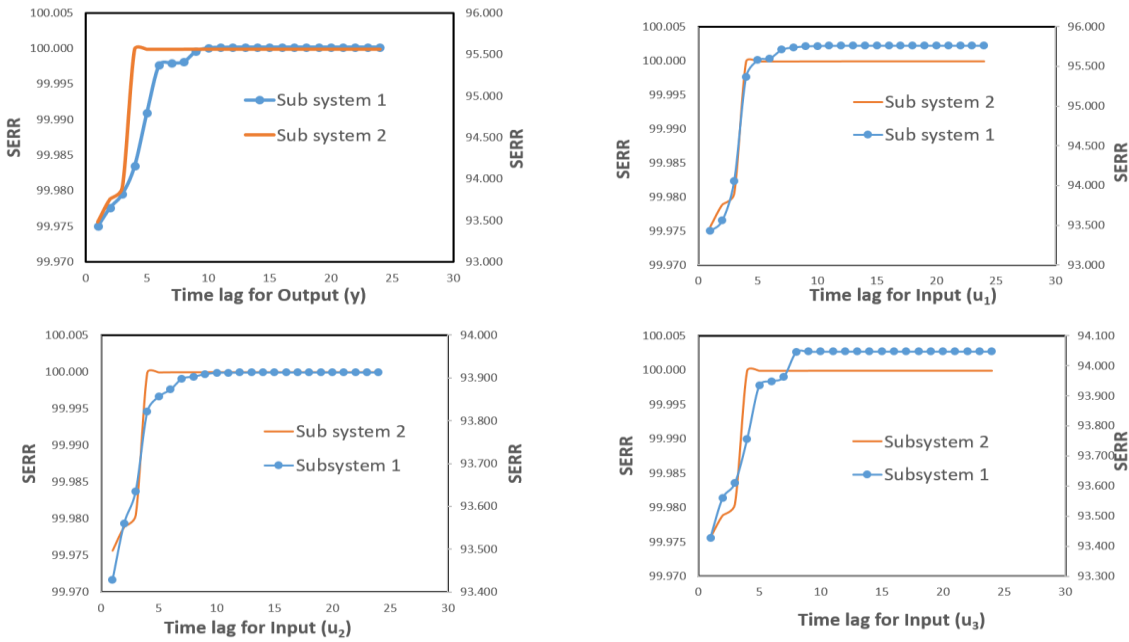 100.005
100.000
99.995
99.990
99.985
99.980
99.975
99.970
SERR
96.000
95.500
95.000
94.500
94.000
93.500
93.000
SERR
Sub system 1
Sub system 2
0 5 10 15 20 25 30
Time lag for Output (y)
100.005
100.000
99.995
99.990
99.985
99.980
99.975
99.970
SERR
96.000
95.500
95.000
94.500
94.000
93.500
93.000
SERR
Sub system 2
Sub system 1
0 5 10 15 20 25 30
Time lag for Input (u₁)
100.005
100.000
99.995
99.990
99.985
99.980
99.975
99.970
SERR
94.000
93.900
93.800
93.700
93.600
93.500
93.400
SERR
Sub system 2
Subsystem 1
0 5 10 15 20 25 30
Time lag for Input (u₂)
100.005
100.000
99.995
99.990
99.985
99.980
99.975
99.970
SERR
94.100
94.000
93.900
93.800
93.700
93.600
93.500
93.400
93.300
SERR
Subsystem 2
Subsystem 1
0 5 10 15 20 25 30
Time lag for Input (u₃)